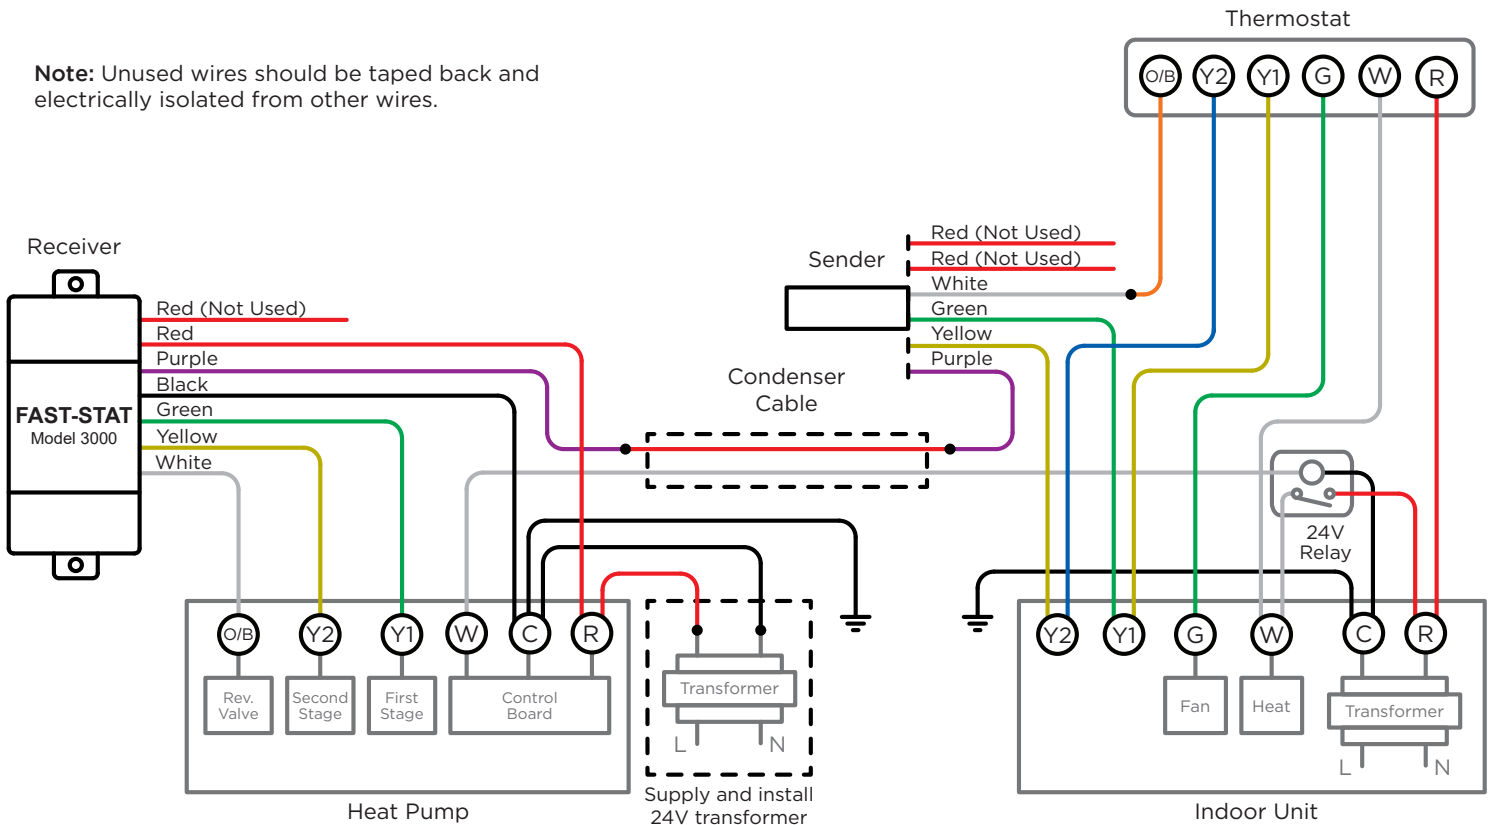 Thermostat
Note: Unused wires should be taped back and
electrically isolated from other wires.
O/B Y2 Y1 G W R
Receiver
Red (Not Used)
Red
Purple
Black
Green
Yellow
White
FAST-STAT
Model 3000
Sender
Red (Not Used)
Red (Not Used)
White
Green
Yellow
Purple
Condenser
Cable
24V
Relay
O/B Y2 Y1 W C R
Rev.
Valve
Second
Stage
First
Stage
Control
Board
Transformer
L N
Heat Pump
Supply and install
24V transformer
Y2 Y1 G W C R
Fan
Heat
Transformer
L N
Indoor Unit